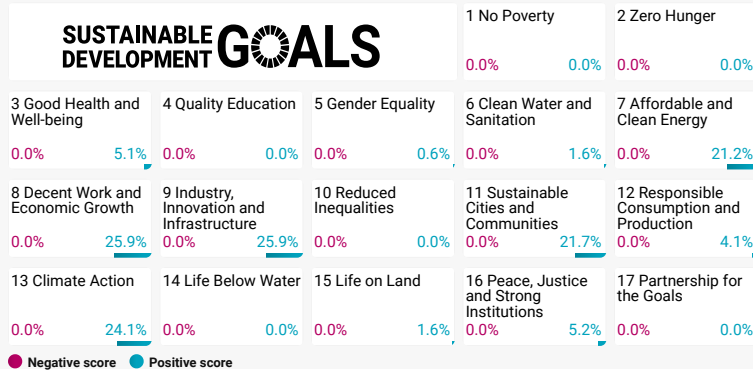 SUSTAINABLE
DEVELOPMENT
GOALS
1 No Poverty
0.0% 0.0%
2 Zero Hunger
0.0% 0.0%
3 Good Health and
Well-being
0.0% 5.1%
4 Quality Education
0.0% 0.0%
5 Gender Equality
0.0% 0.6%
6 Clean Water and
Sanitation
0.0% 1.6%
7 Affordable and
Clean Energy
0.0% 21.2%
8 Decent Work and
Economic Growth
0.0% 25.9%
9 Industry,
Innovation and
Infrastructure
0.0% 25.9%
10 Reduced
Inequalities
0.0% 0.0%
11 Sustainable
Cities and
Communities
0.0% 21.7%
12 Responsible
Consumption and
Production
0.0% 4.1%
13 Climate Action
0.0% 24.1%
14 Life Below Water
0.0% 0.0%
15 Life on Land
0.0% 1.6%
16 Peace, Justice
and Strong
Institutions
0.0% 5.2%
17 Partnership for
the Goals
0.0% 0.0%
Negative score Positive score